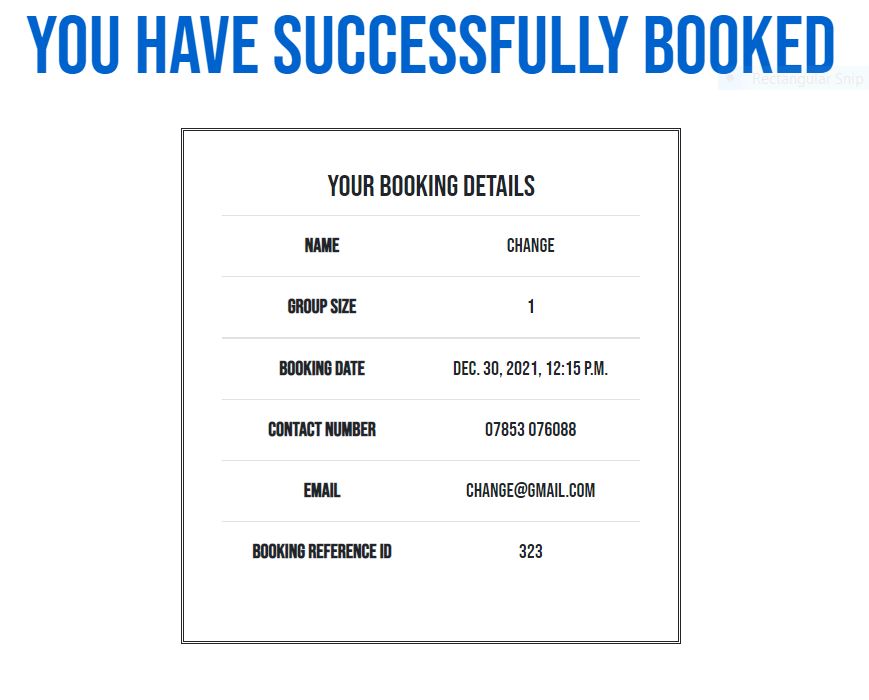 YOU HAVE SUCCESSFULLY BOOKED
Rectangular Snip
YOUR BOOKING DETAILS
NAME CHANGE
GROUP SIZE 1
BOOKING DATE DEC. 30, 2021, 12:15 P.M.
CONTACT NUMBER 07853 076088
EMAIL CHANGE@GMAIL.COM
BOOKING REFERENCE ID 323